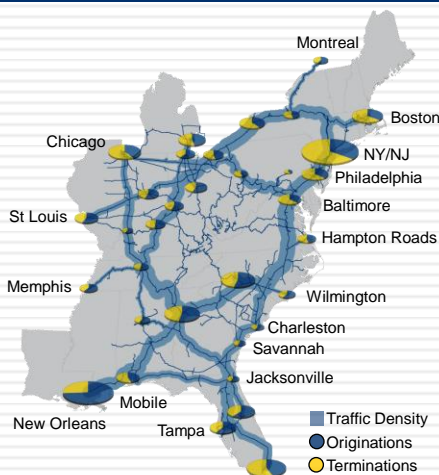 Montreal
Boston
Chicago
NY/NJ
Philadelphia
Baltimore
St Louis
Hampton Roads
Memphis
Wilmington
Charleston
Savannah
Jacksonville
Mobile
New Orleans
Tampa
Traffic Density
Originations
Terminations